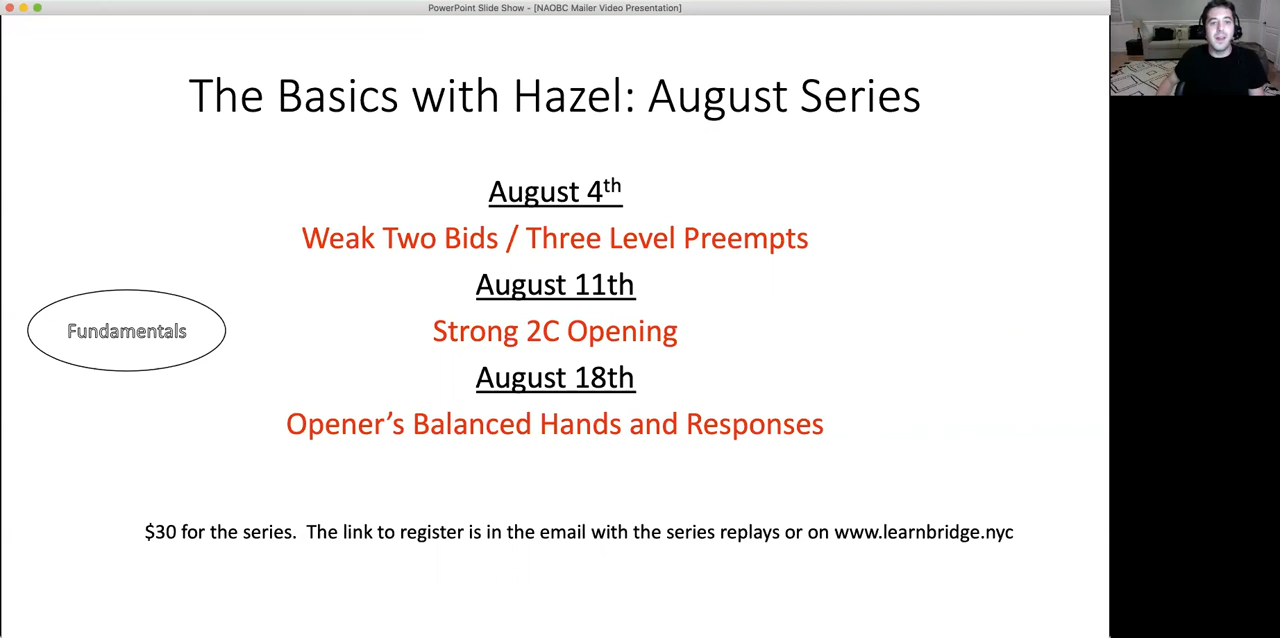 PowerPoint Slide Show - [NAOBC Mailer Video Presentation]
The Basics with Hazel: August Series
August 4th
Weak Two Bids / Three Level Preempts
August 11th
Fundamentals
Strong 2C Opening
August 18th
Opener’s Balanced Hands and Responses
$30 for the series.  The link to register is in the email with the series replays or on www.learnbridge.nyc